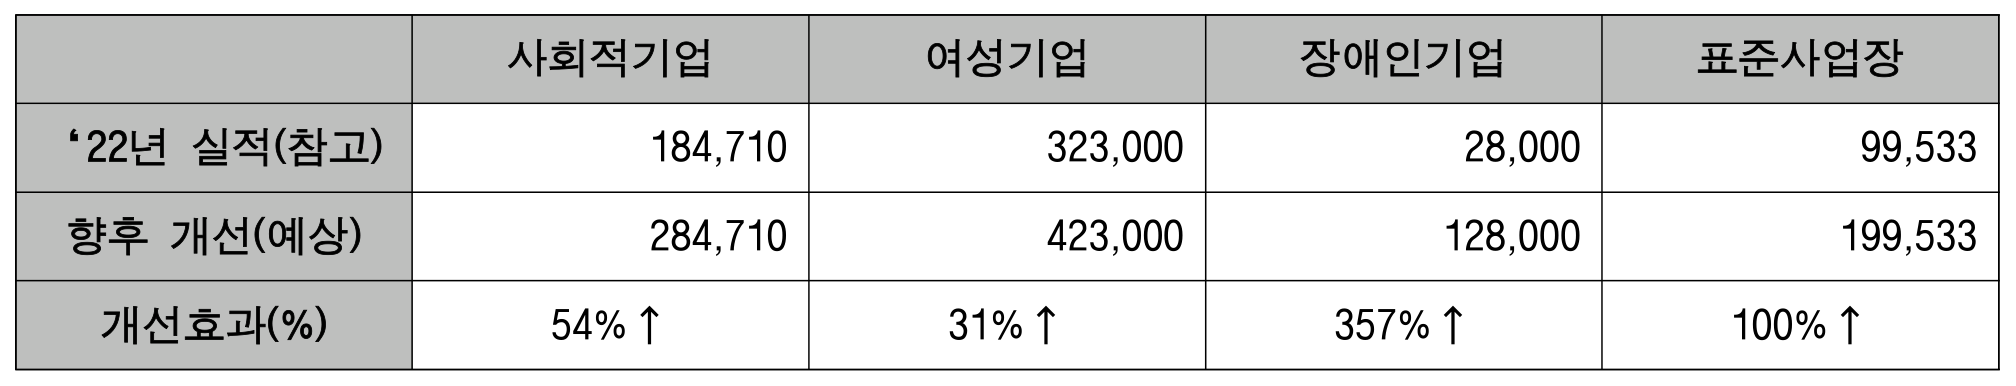 사회적기업 여성기업 장애인기업 표준사업장
‘22년 실적(참고) 184,710 323,000 28,000 99,533
향후 개선(예상) 284,710 423,000 128,000 199,533
개선효과(%) 54%↑ 31%↑ 357%↑ 100%↑